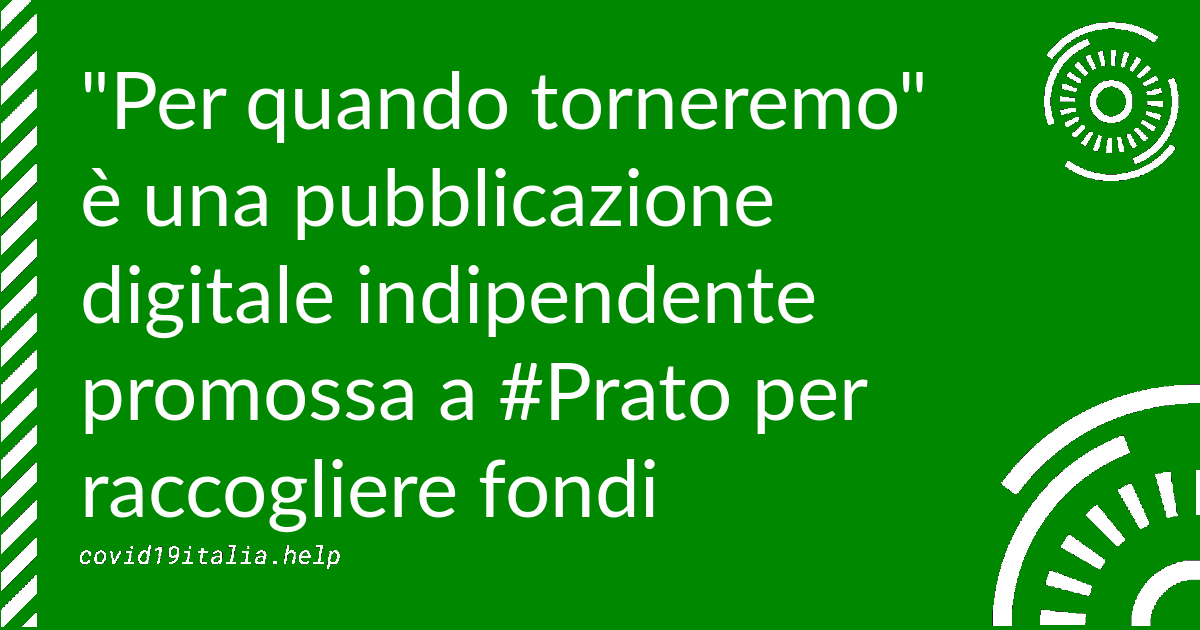 "Per quando torneremo"
è una pubblicazione
digitale indipendente
promossa a #Prato per
raccogliere fondi
covid19italia.help